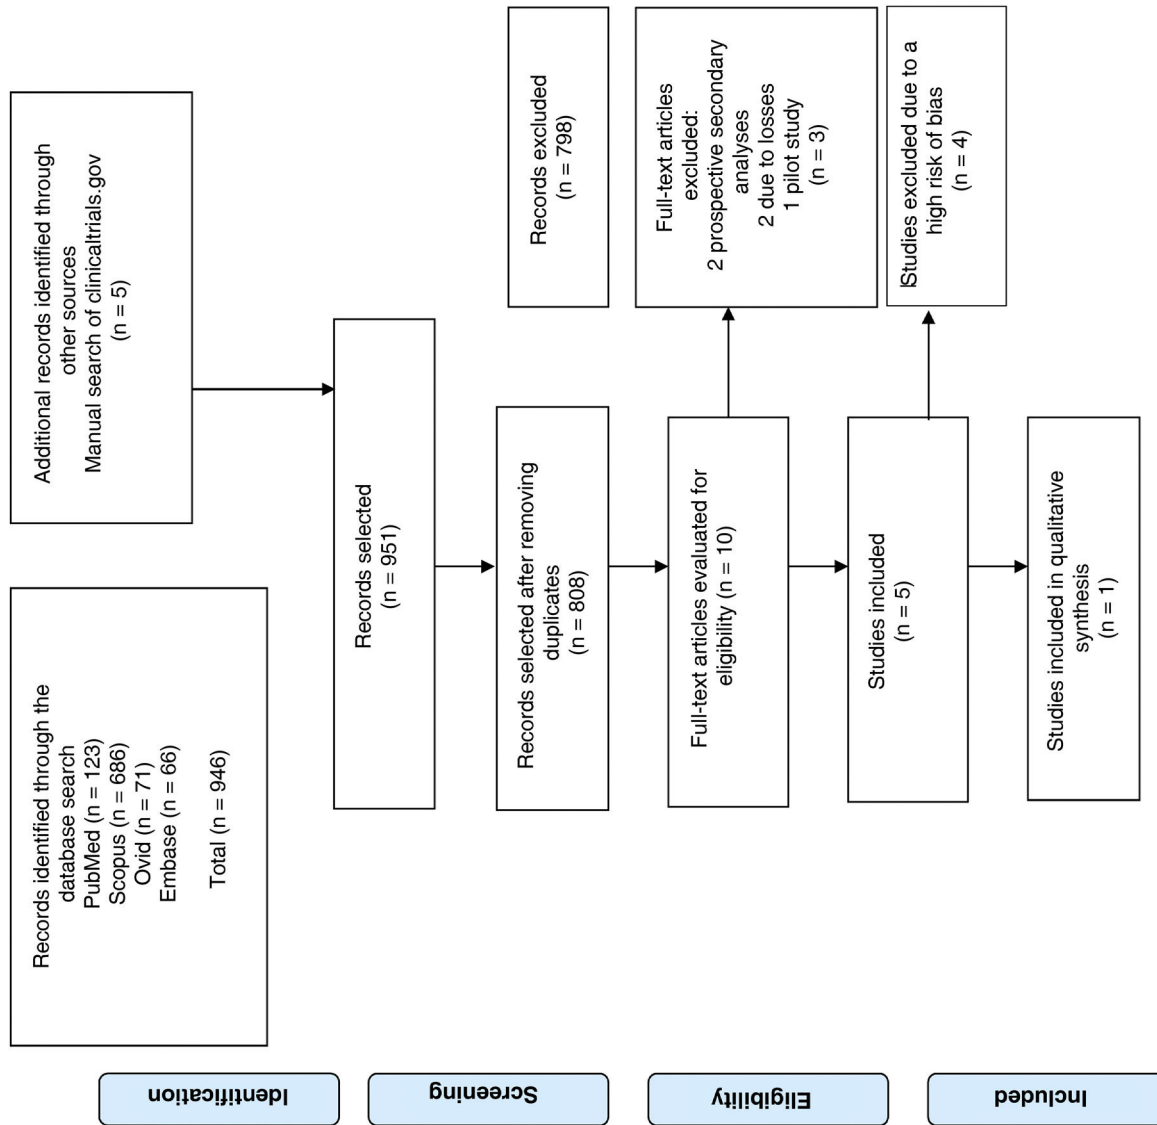 Identification
Records identified through the
database search
PubMed (n = 123)
Scopus (n = 686)
Ovid (n = 71)
Embase (n = 66)
Total (n = 946)
Additional records identified through
other sources
Manual search of clinicaltrials.gov
(n = 5)
Screening
Records selected
(n = 951)
Records selected after removing
duplicates
(n = 808)
Records excluded
(n = 798)
Eligibility
Full-text articles evaluated for
eligibility (n = 10)
Full-text articles
excluded:
2 prospective secondary
analyses
2 due to losses
1 pilot study
(n = 3)
Included
Studies included
(n = 5)
Studies excluded due to a
high risk of bias
(n = 4)
Studies included in qualitative
synthesis
(n = 1)